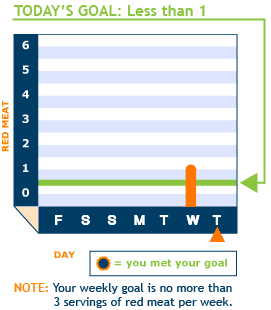 TODAY'S GOAL: Less than 1
6
5
4
3
2
1
0
RED MEAT
F S S M T W T
DAY
= you met your goal
NOTE: Your weekly goal is no more than
3 servings of red meat per week.